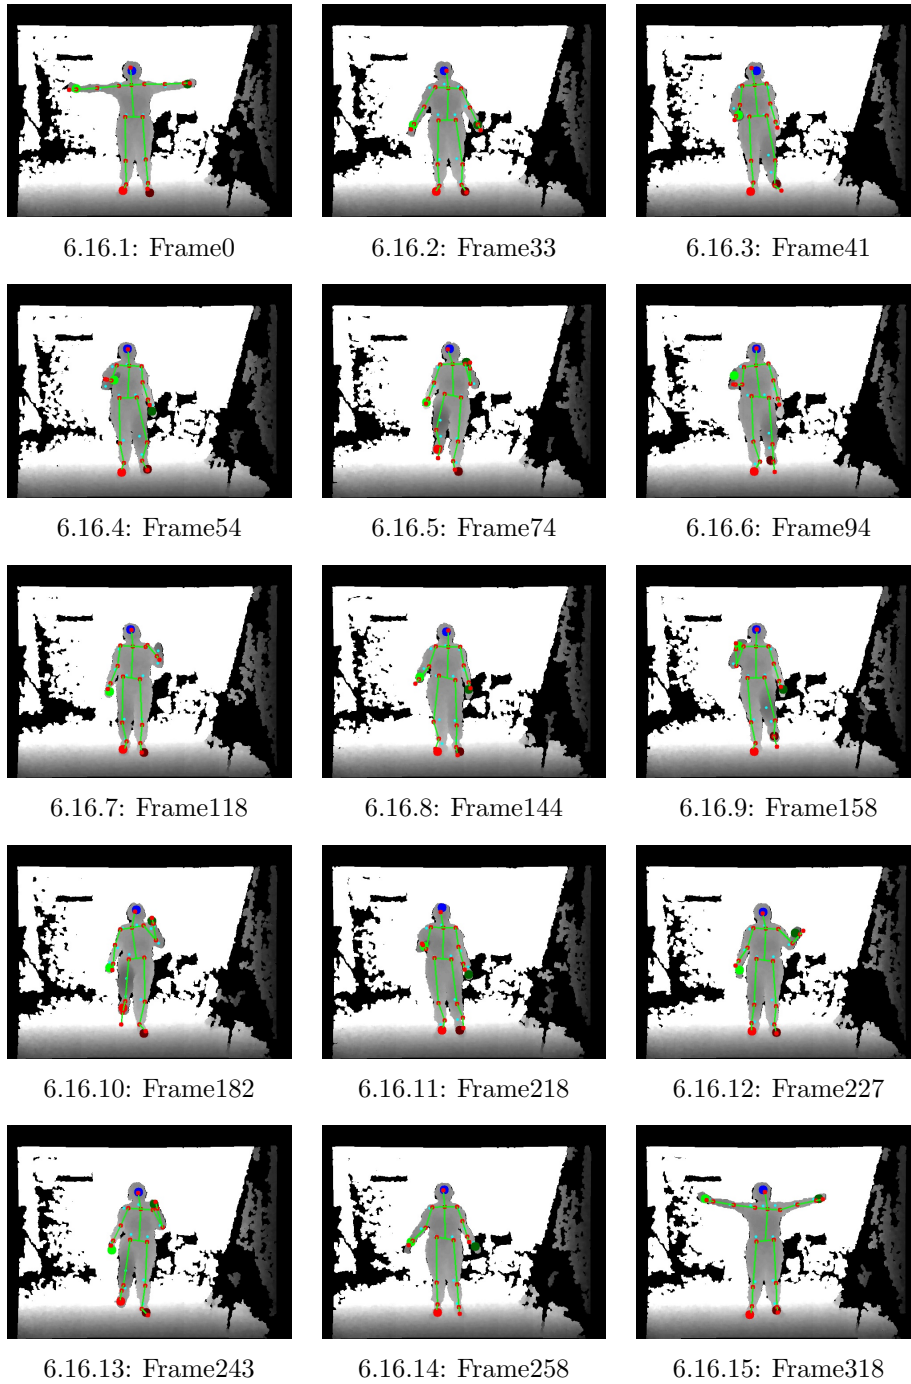 6.16.1: Frame0
6.16.2: Frame33
6.16.3: Frame41
6.16.4: Frame54
6.16.5: Frame74
6.16.6: Frame94
6.16.7: Frame118
6.16.8: Frame144
6.16.9: Frame158
6.16.10: Frame182
6.16.11: Frame218
6.16.12: Frame227
6.16.13: Frame243
6.16.14: Frame258
6.16.15: Frame318